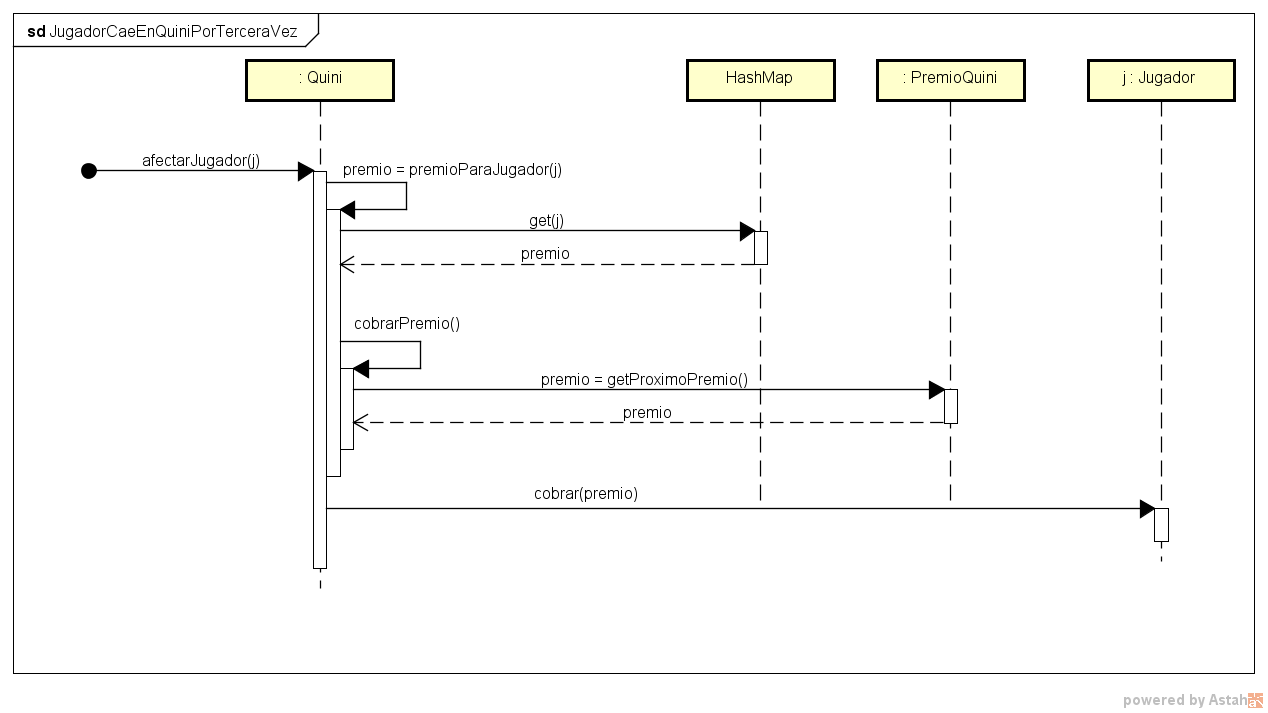 sd JugadorCaeEnQuiniPorTerceraVez
: Quini
HashMap
: PremioQuini
j : Jugador
afectarJugador(j)
premio = premioParaJugador(j)
get(j)
premio
cobrarPremio()
premio = getProximoPremio()
premio
cobrar(premio)
powered by Astah